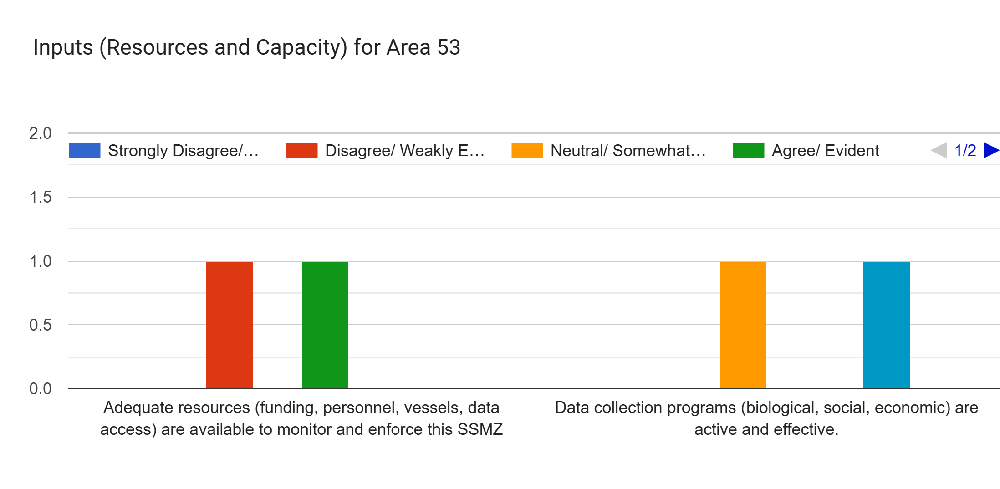 Inputs (Resources and Capacity) for Area 53
2.0
Strongly Disagree/… Disagree/ Weakly E… Neutral/ Somewhat… Agree/ Evident 1/2
1.5
1.0
0.5
0.0
Adequate resources (funding, personnel, vessels, data
access) are available to monitor and enforce this SSMZ
Data collection programs (biological, social, economic) are
active and effective.